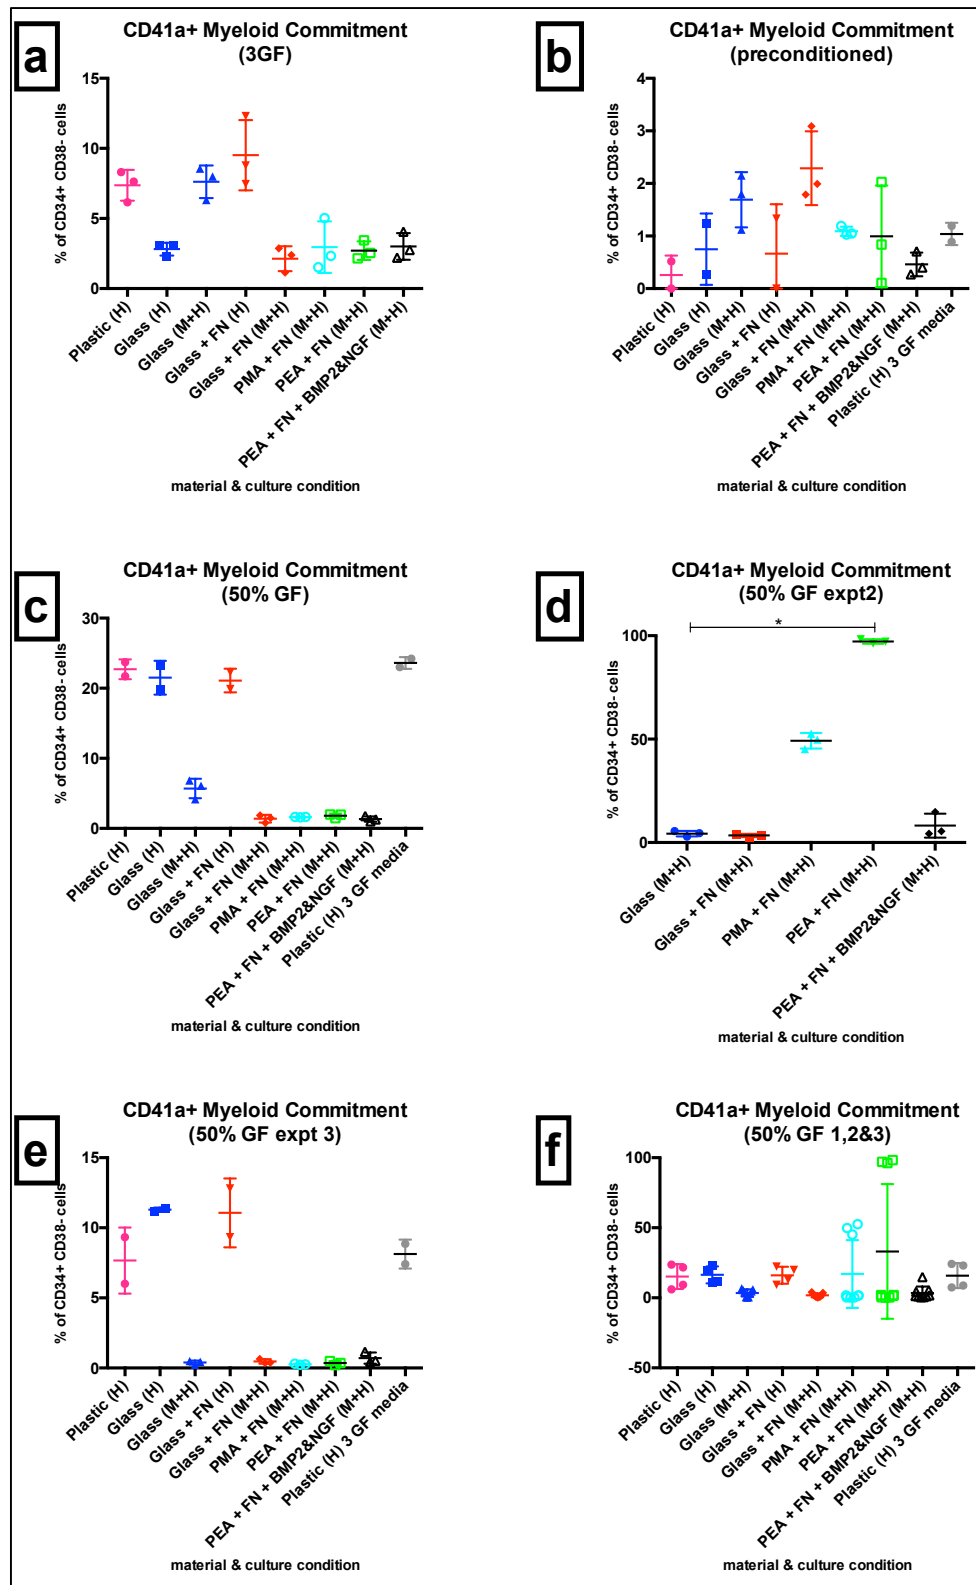 a
CD41a+ Myeloid Commitment
(3GF)
% of CD34+ CD38- cells
15
10
5
0
Plastic (H)
Glass (H)
Glass (M+H)
Glass + FN (H)
Glass + FN (M+H)
PMA + FN (M+H)
PEA + FN (M+H)
PEA + FN + BMP2&NGF (M+H)
material & culture condition
b
CD41a+ Myeloid Commitment
(preconditioned)
% of CD34+ CD38- cells
4
3
2
1
0
Plastic (H)
Glass (H)
Glass (M+H)
Glass + FN (H)
Glass + FN (M+H)
PMA + FN (M+H)
PEA + FN (M+H)
PEA + FN + BMP2&NGF (M+H)
Plastic (H) 3 GF media
material & culture condition
c
CD41a+ Myeloid Commitment
(50% GF)
% of CD34+ CD38- cells
30
20
10
0
Plastic (H)
Glass (H)
Glass (M+H)
Glass + FN (H)
Glass + FN (M+H)
PMA + FN (M+H)
PEA + FN (M+H)
PEA + FN + BMP2&NGF (M+H)
Plastic (H) 3 GF media
material & culture condition
d
CD41a+ Myeloid Commitment
(50% GF expt2)
% of CD34+ CD38- cells
*
100
50
0
Glass (M+H)
Glass + FN (M+H)
PMA + FN (M+H)
PEA + FN (M+H)
PEA + FN + BMP2&NGF (M+H)
material & culture condition
e
CD41a+ Myeloid Commitment
(50% GF expt 3)
% of CD34+ CD38- cells
15
10
5
0
Plastic (H)
Glass (H)
Glass (M+H)
Glass + FN (H)
Glass + FN (M+H)
PMA + FN (M+H)
PEA + FN (M+H)
PEA + FN + BMP2&NGF (M+H)
Plastic (H) 3 GF media
material & culture condition
f
CD41a+ Myeloid Commitment
(50% GF 1,2&3)
% of CD34+ CD38- cells
100
50
0
-50
Plastic (H)
Glass (H)
Glass (M+H)
Glass + FN (H)
Glass + FN (M+H)
PMA + FN (M+H)
PEA + FN (M+H)
PEA + FN + BMP2&NGF (M+H)
Plastic (H) 3 GF media
material & culture condition